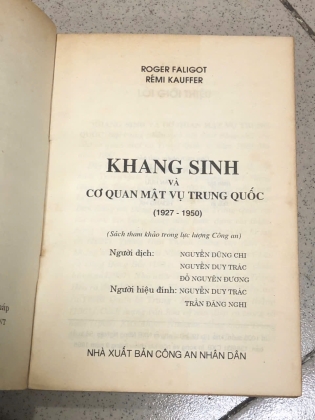 ROGER FALIGOT
RÊMI KAUFFER
KHANG SINH
VÀ
CƠ QUAN MẬT VỤ TRUNG QUỐC
(1927 - 1950)
(Sách tham khảo trong lực lượng Công an)
Người dịch: NGUYỄN DŨNG CHI
NGUYỄN DUY TRÁC
ĐỖ NGUYÊN ĐƯƠNG
Người hiệu đính: NGUYỄN DUY TRÁC
TRẦN ĐĂNG NGHI
NHÀ XUẤT BẢN CÔNG AN NHÂN DÂN